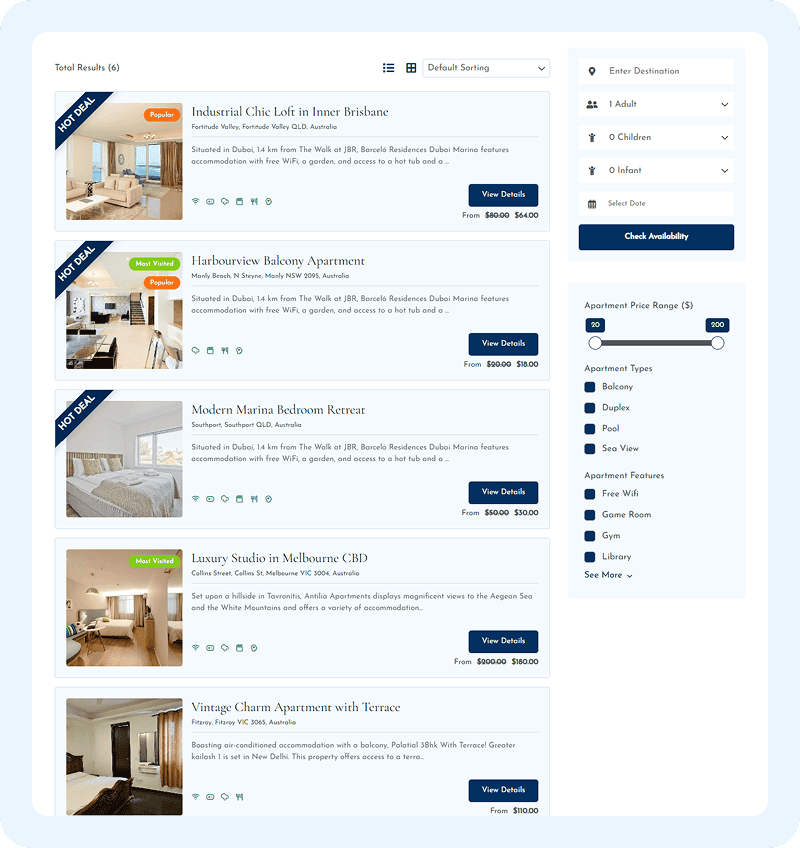 Total Results (6)
Default Sorting
HOT DEAL
Popular
Industrial Chic Loft in Inner Brisbane
Fortitude Valley, Fortitude Valley QLD, Australia
Situated in Dubai, 1.4 km from The Walk at JBR, Barceló Residences Dubai Marina features
accommodation with free WiFi, a garden, and access to a hot tub and a ...
View Details
From $80.00 $64.00
HOT DEAL
Most Visited
Popular
Harbourview Balcony Apartment
Manly Beach, N Steyne, Manly NSW 2095, Australia
Situated in Dubai, 1.4 km from The Walk at JBR, Barceló Residences Dubai Marina features
accommodation with free WiFi, a garden, and access to a hot tub and a ...
View Details
From $20.00 $18.00
HOT DEAL
Modern Marina Bedroom Retreat
Southport, Southport QLD, Australia
Situated in Dubai, 1.4 km from The Walk at JBR, Barceló Residences Dubai Marina features
accommodation with free WiFi, a garden, and access to a hot tub and a ...
View Details
From $50.00 $30.00
Most Visited
Luxury Studio in Melbourne CBD
Collins Street, Collins St, Melbourne VIC 3004, Australia
Set upon a hillside in Tavronitis, Antilia Apartments displays magnificent views to the Aegean Sea
and the White Mountains and offers a variety of accommodation...
View Details
From $200.00 $180.00
Vintage Charm Apartment with Terrace
Fitzroy, Fitzroy VIC 3065, Australia
Boasting air-conditioned accommodation with a balcony, Palatial 3Bhk With Terrace! Greater
kailash 1 is set in New Delhi. This property offers access to a terra...
View Details
From $110.00
Enter Destination
1 Adult
0 Children
0 Infant
Select Date
Check Availability
Apartment Price Range ($)
20
200
Apartment Types
Balcony
Duplex
Pool
Sea View
Apartment Features
Free Wifi
Game Room
Gym
Library
See More